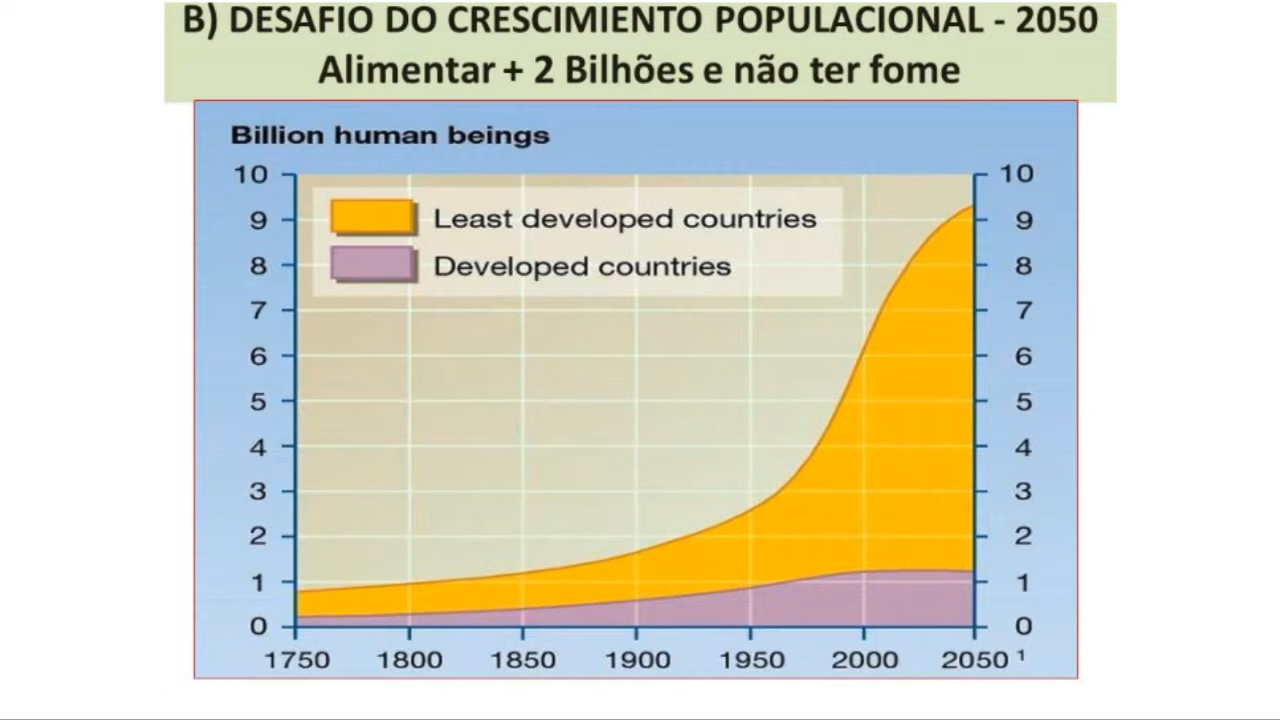 B) DESAFIO DO CRESCIMIENTO POPULACIONAL - 2050
Alimentar + 2 Bilhões e não ter fome
Billion human beings
10 10
Least developed countries
9 9
Developed countries
8 8
7 7
6 6
5 5
4 4
3 3
2 2
1 1
0 0
1750 1800 1850 1900 1950 2000 2050 ¹